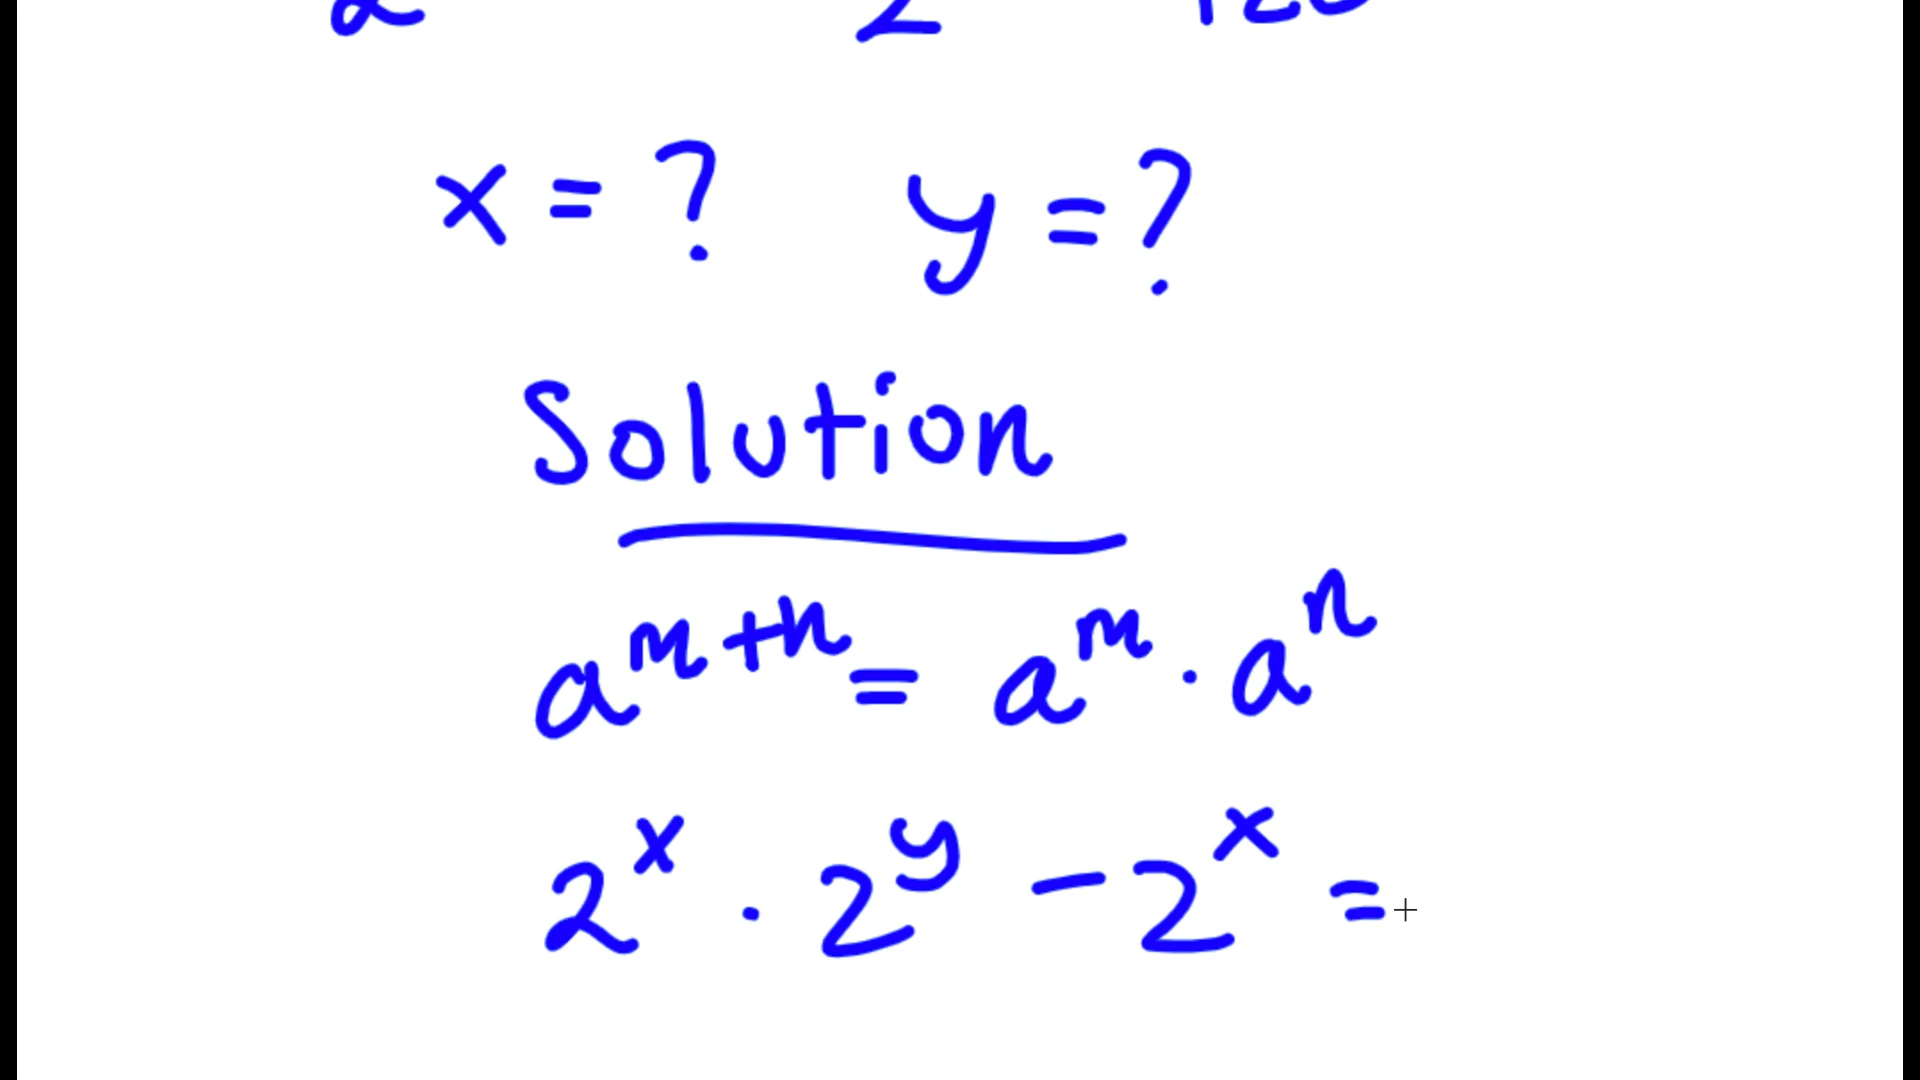 x = ? y = ?
Solution
a^{m+n} = a^m · a^n
2^x · 2^y - 2^x =